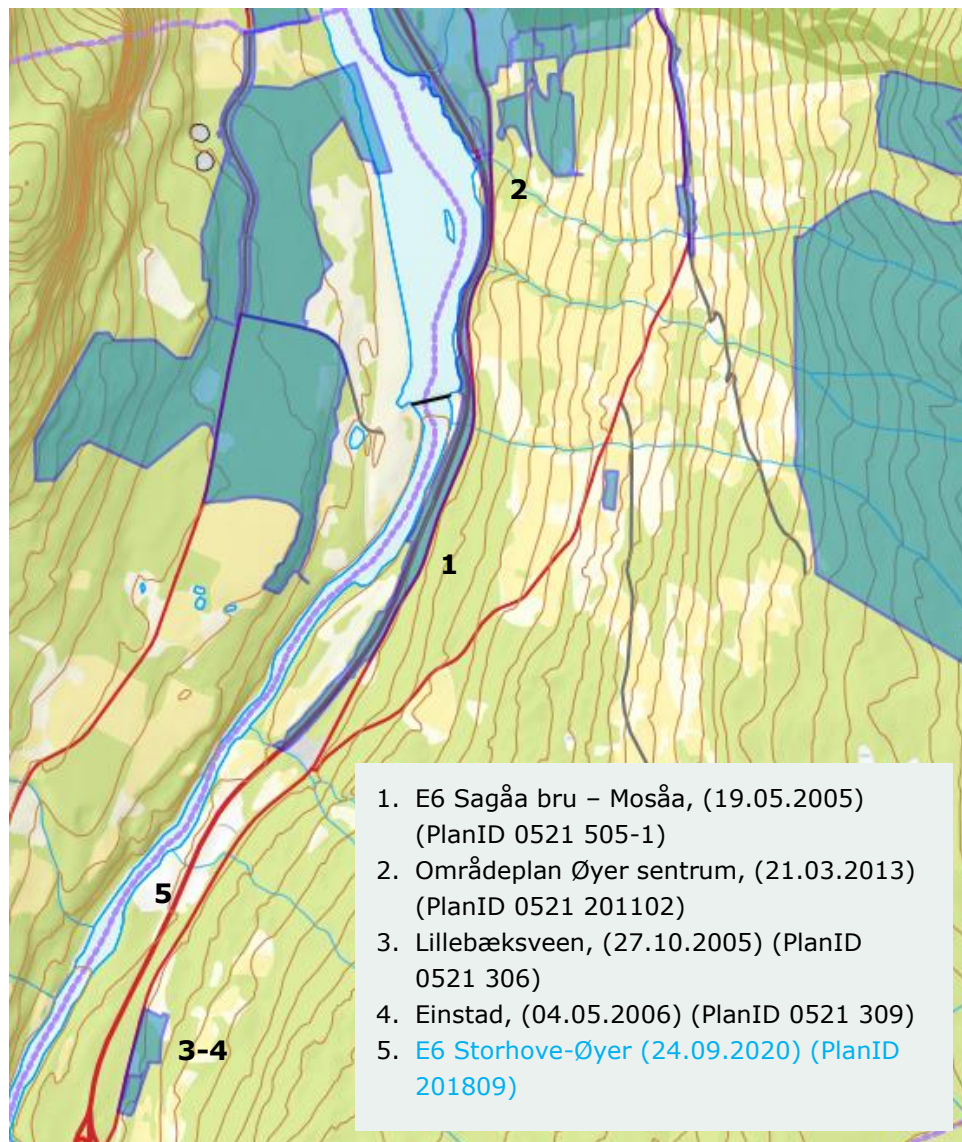 2
1
5
3-4
1. E6 Sagåa bru – Mosåa, (19.05.2005)
(PlanID 0521 505-1)
2. Områdeplan Øyer sentrum, (21.03.2013)
(PlanID 0521 201102)
3. Lillebæksveen, (27.10.2005) (PlanID
0521 306)
4. Einstad, (04.05.2006) (PlanID 0521 309)
5. E6 Storhove-Øyer (24.09.2020) (PlanID
201809)